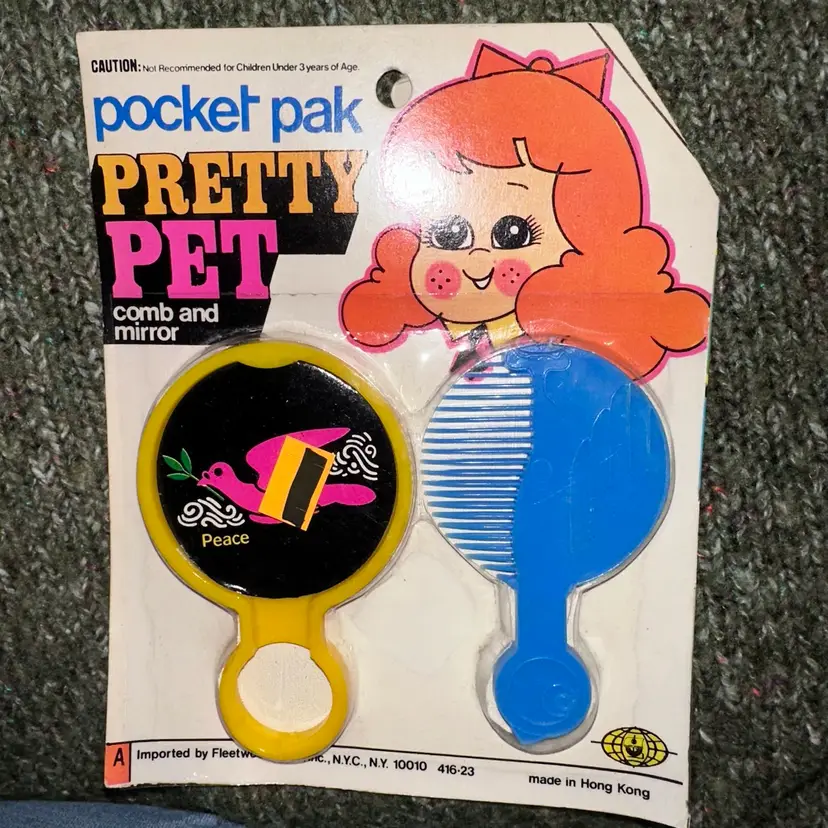 CAUTION: Not Recommended for Children Under 3 years of Age.
pocket pak
PRETTY
PET
comb and
mirror
Peace
A Imported by N.Y.C., N.Y. 10010 416-23
made in Hong Kong